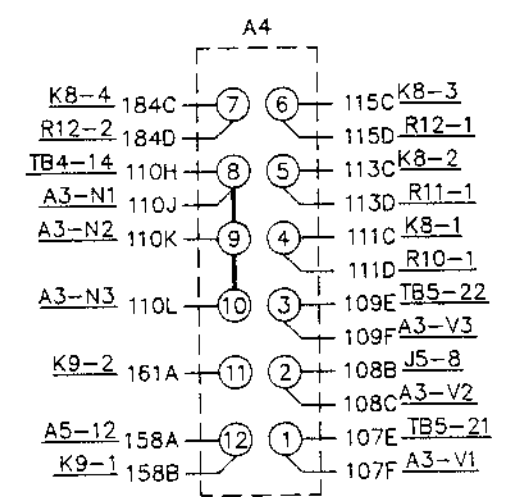 A4
K8-4 184C 7 6 115C K8-3
R12-2 184D 115D R12-1
TB4-14 110H 8 5 113C K8-2
A3-N1 110J 113D R11-1
A3-N2 110K 9 4 111C K8-1
111D R10-1
A3-N3 110L 10 3 109E TB5-22
109F A3-V3
K9-2 161A 11 2 108B J5-8
108C A3-V2
A5-12 158A 12 1 107E TB5-21
K9-1 158B 107F A3-V1